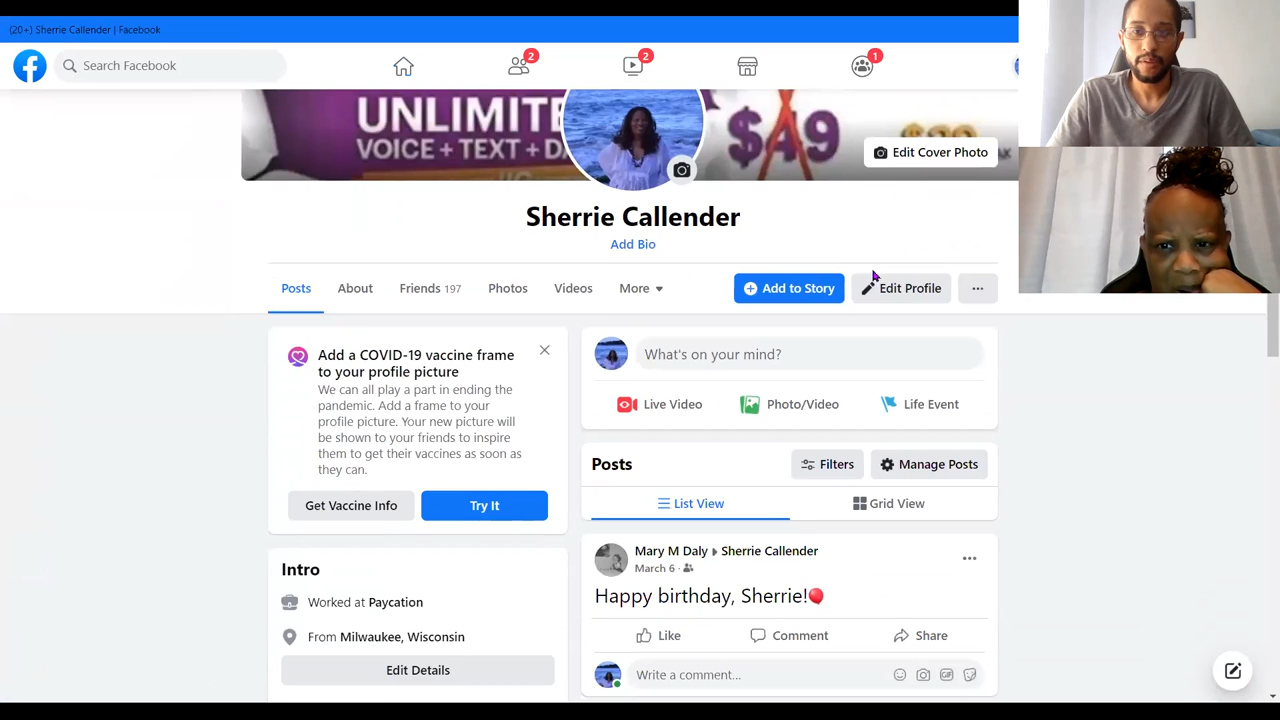 (20+) Sherrie Callender | Facebook
Search Facebook
2
2
1
UNLIMITE
VOICE + TEXT + D
$49
Edit Cover Photo
Sherrie Callender
Add Bio
Posts
About
Friends 197
Photos
Videos
More
Add to Story
Edit Profile
Add a COVID-19 vaccine frame
to your profile picture
We can all play a part in ending the
pandemic. Add a frame to your
profile picture. Your new picture will
be shown to your friends to inspire
them to get their vaccines as soon as
they can.
Get Vaccine Info
Try It
Intro
Worked at Paycation
From Milwaukee, Wisconsin
Edit Details
What's on your mind?
Live Video
Photo/Video
Life Event
Posts
Filters
Manage Posts
List View
Grid View
Mary M Daly ▸ Sherrie Callender
March 6 ·
Happy birthday, Sherrie!🎈
Like
Comment
Share
Write a comment...
GIF